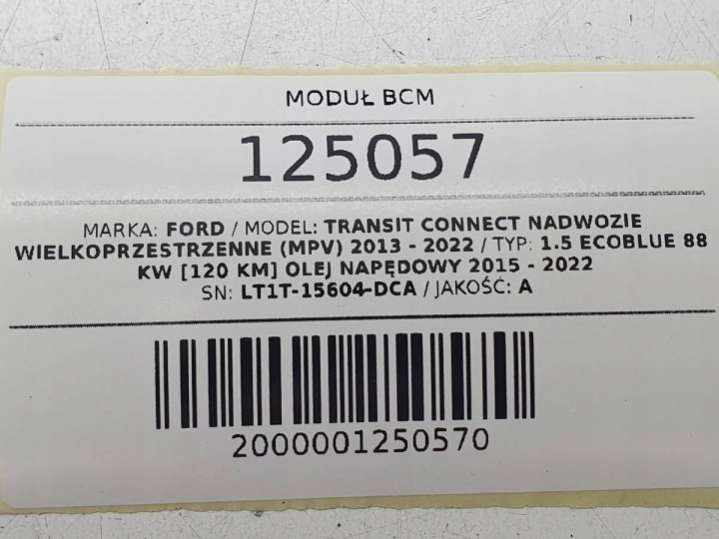 MODUŁ BCM
125057
MARKA: FORD / MODEL: TRANSIT CONNECT NADWOZIE
WIELKOPRZESTRZENNE (MPV) 2013 - 2022 / TYP: 1.5 ECOBLUE 88
KW [120 KM] OLEJ NAPĘDOWY 2015 - 2022
SN: LT1T-15604-DCA / JAKOŚĆ: A
2000001250570